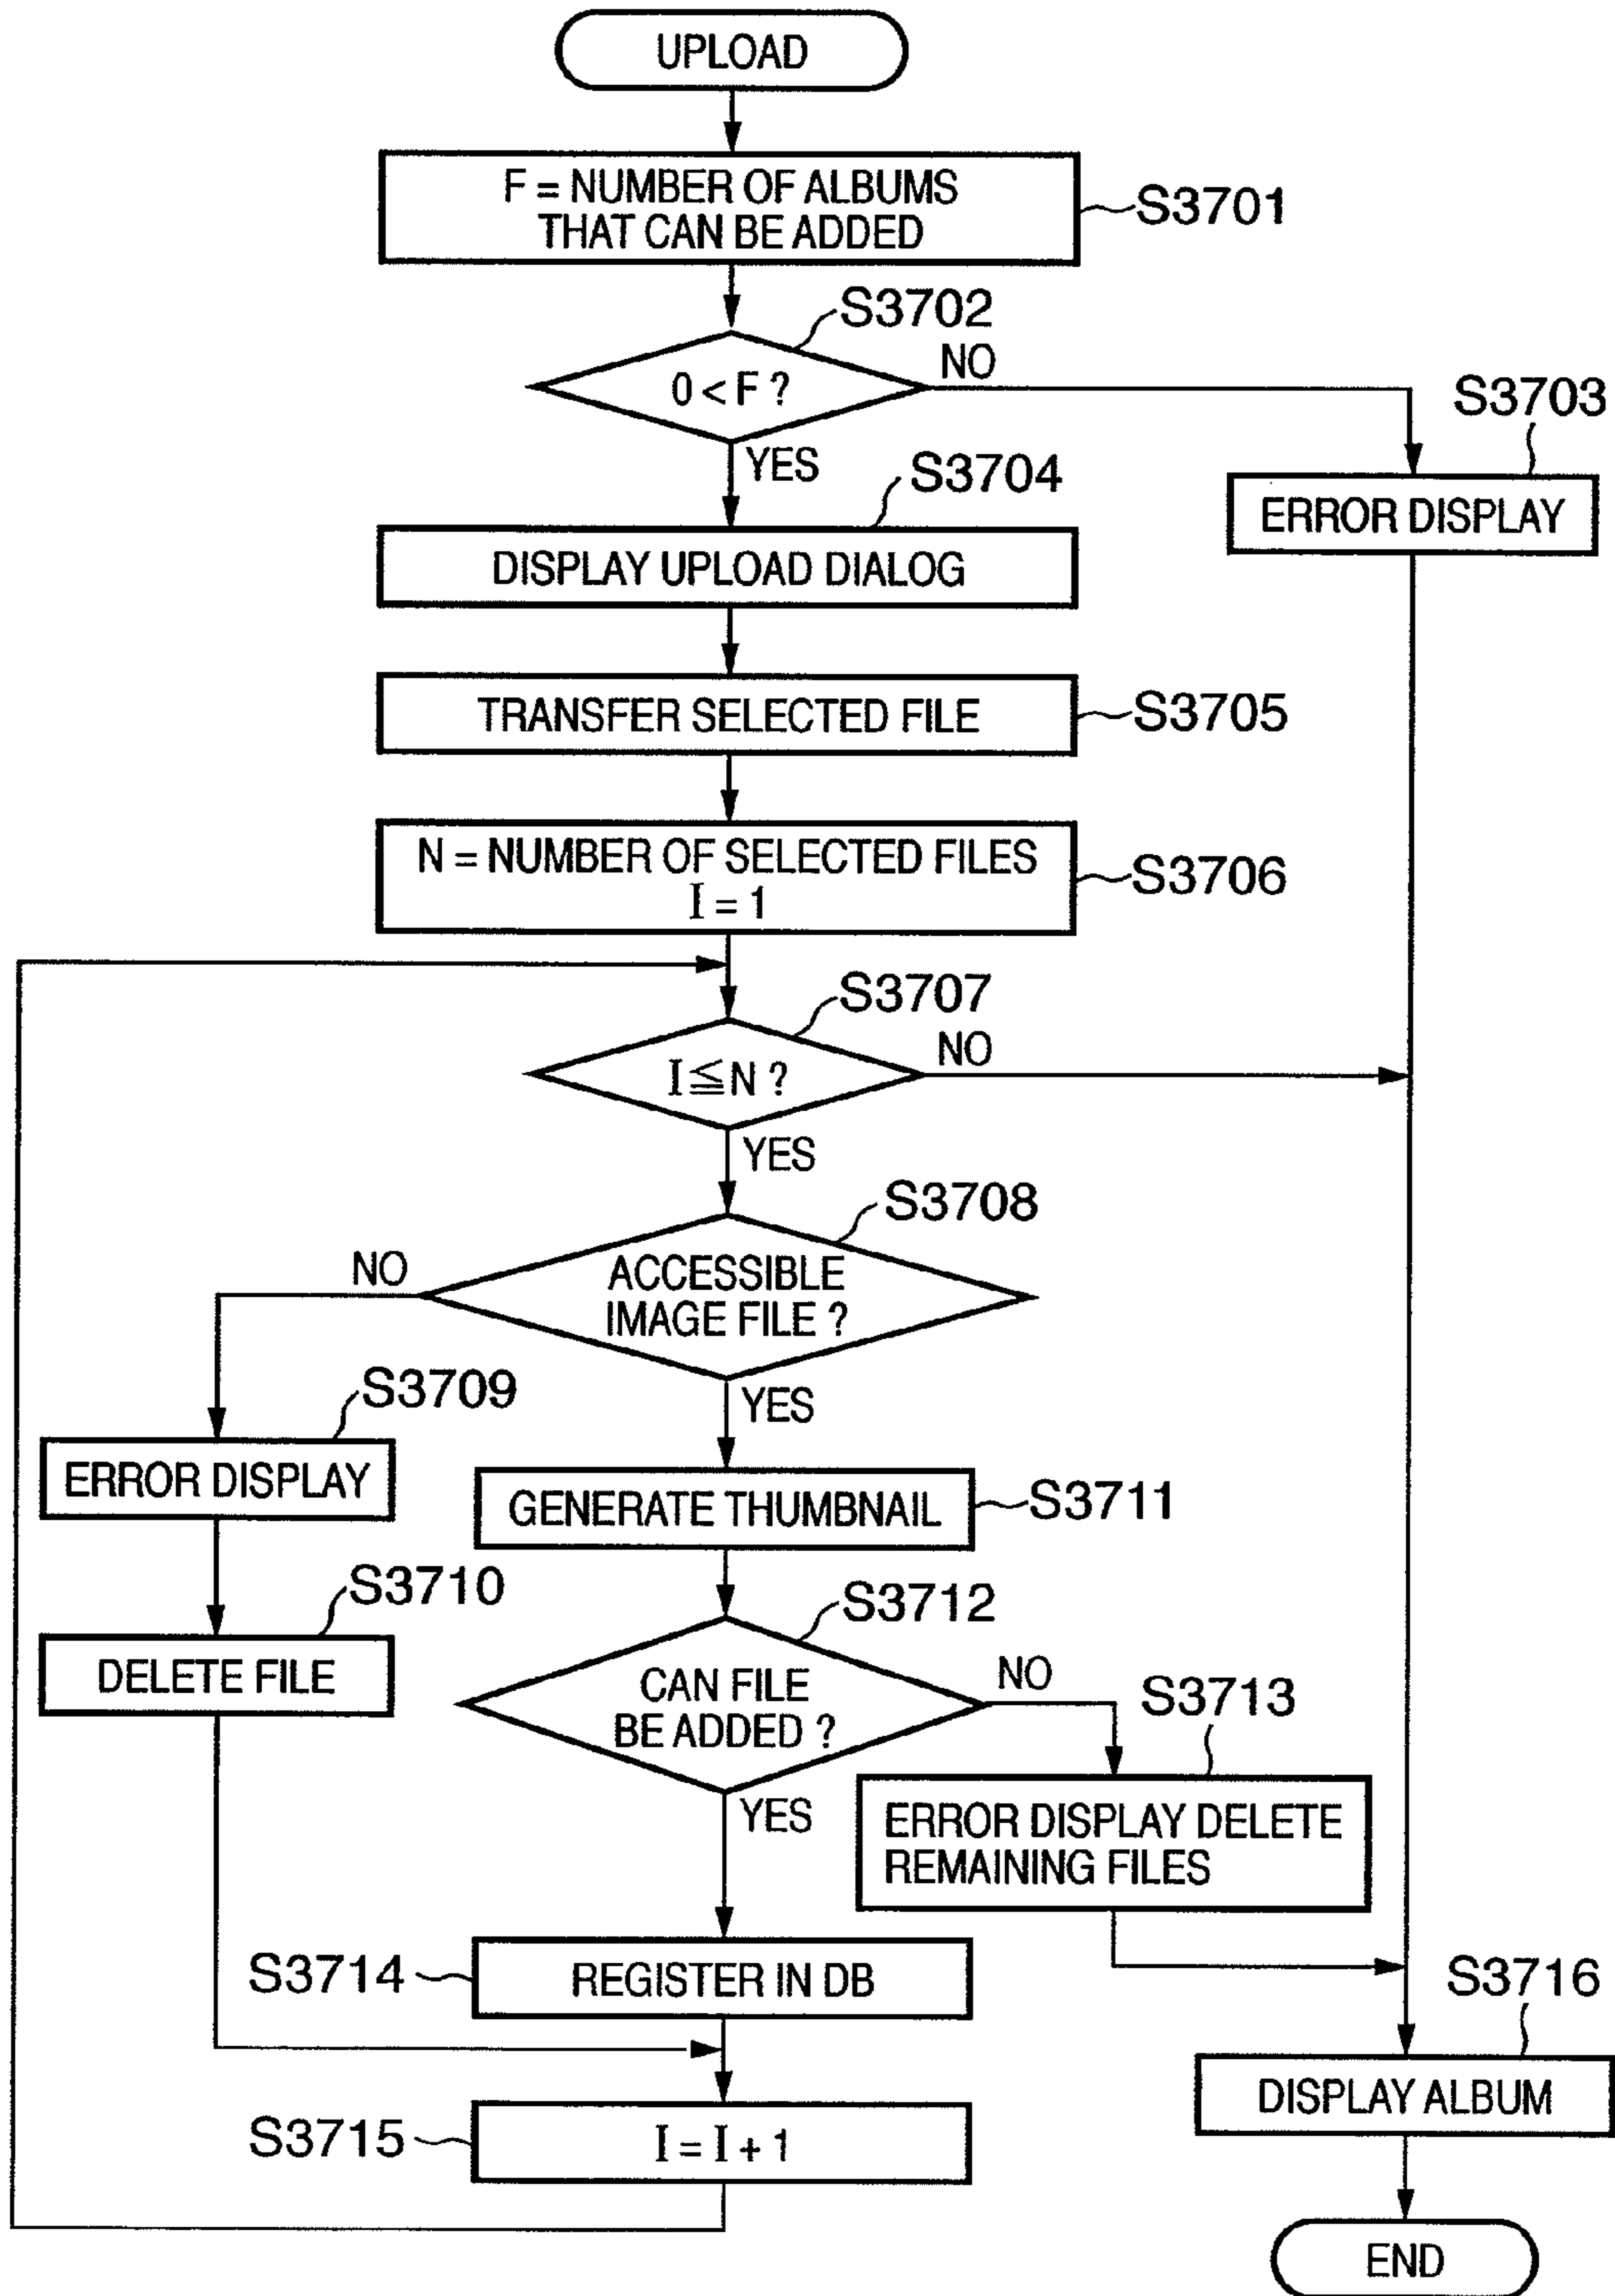 UPLOAD
F = NUMBER OF ALBUMS
THAT CAN BE ADDED
S3701
S3702
0 < F ?
NO
YES
S3703
ERROR DISPLAY
S3704
DISPLAY UPLOAD DIALOG
TRANSFER SELECTED FILE
S3705
N = NUMBER OF SELECTED FILES
I = 1
S3706
S3707
I ≦ N ?
NO
YES
S3708
ACCESSIBLE
IMAGE FILE ?
NO
YES
S3709
ERROR DISPLAY
GENERATE THUMBNAIL
S3711
S3710
DELETE FILE
S3712
CAN FILE
BE ADDED ?
NO
YES
S3713
ERROR DISPLAY DELETE
REMAINING FILES
S3714
REGISTER IN DB
S3716
DISPLAY ALBUM
S3715
I = I + 1
END